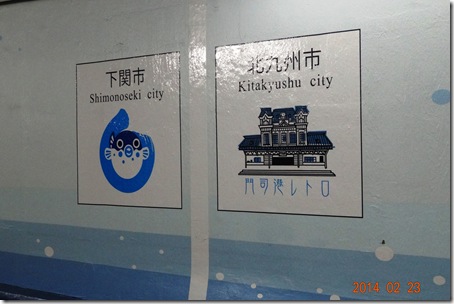 下関市
Shimonoseki city
北九州市
Kitakyushu city
門司港レトロ
2014 02 23